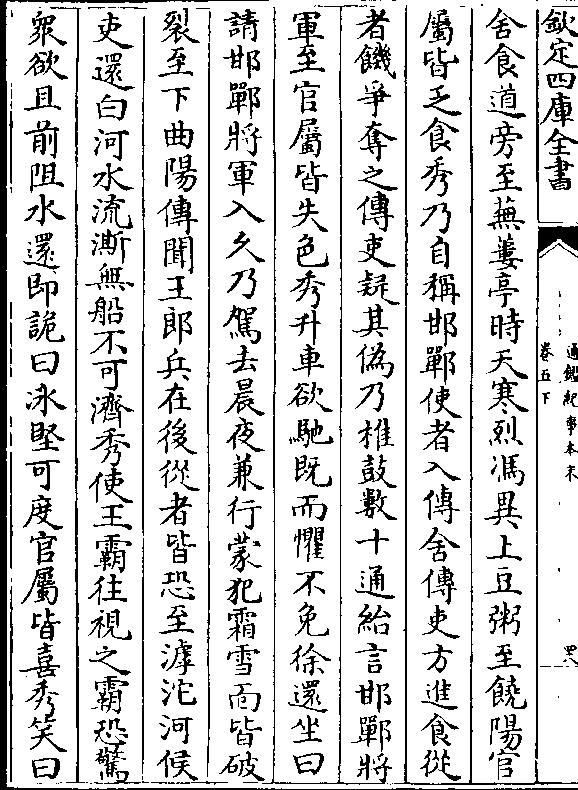 欽定四庫全書
通鑑紀事本末
卷五下
罘
舍食道旁至蕪蔞亭時天寒烈馮異上豆粥至饒陽官
屬皆乏食秀乃自稱邯鄲使者入傳舍傳吏方進食從
者饑爭奪之傳吏疑其偽乃椎鼓數十通紿言邯鄲將
軍至官屬皆失色秀升車欲馳既而懼不免徐還坐曰
請邯鄲將軍入久乃駕去晨夜兼行蒙犯霜雪面皆破
裂至下曲陽傳聞王郎兵在後從者皆恐至滹沱河候
吏還白河水流澌無船不可濟秀使王霸往視之霸恐驚
衆欲且前阻水還即詭曰冰堅可度官屬皆喜秀笑曰